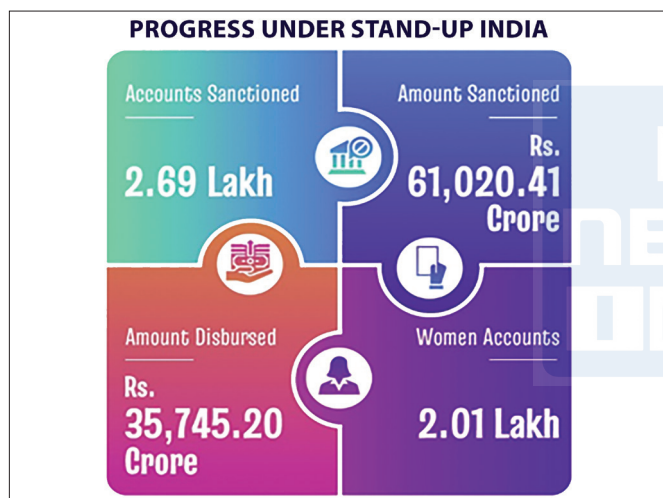 PROGRESS UNDER STAND-UP INDIA
Accounts Sanctioned
2.69 Lakh
Amount Sanctioned
Rs.
61,020.41
Crore
Amount Disbursed
Rs.
35,745.20
Crore
Women Accounts
2.01 Lakh